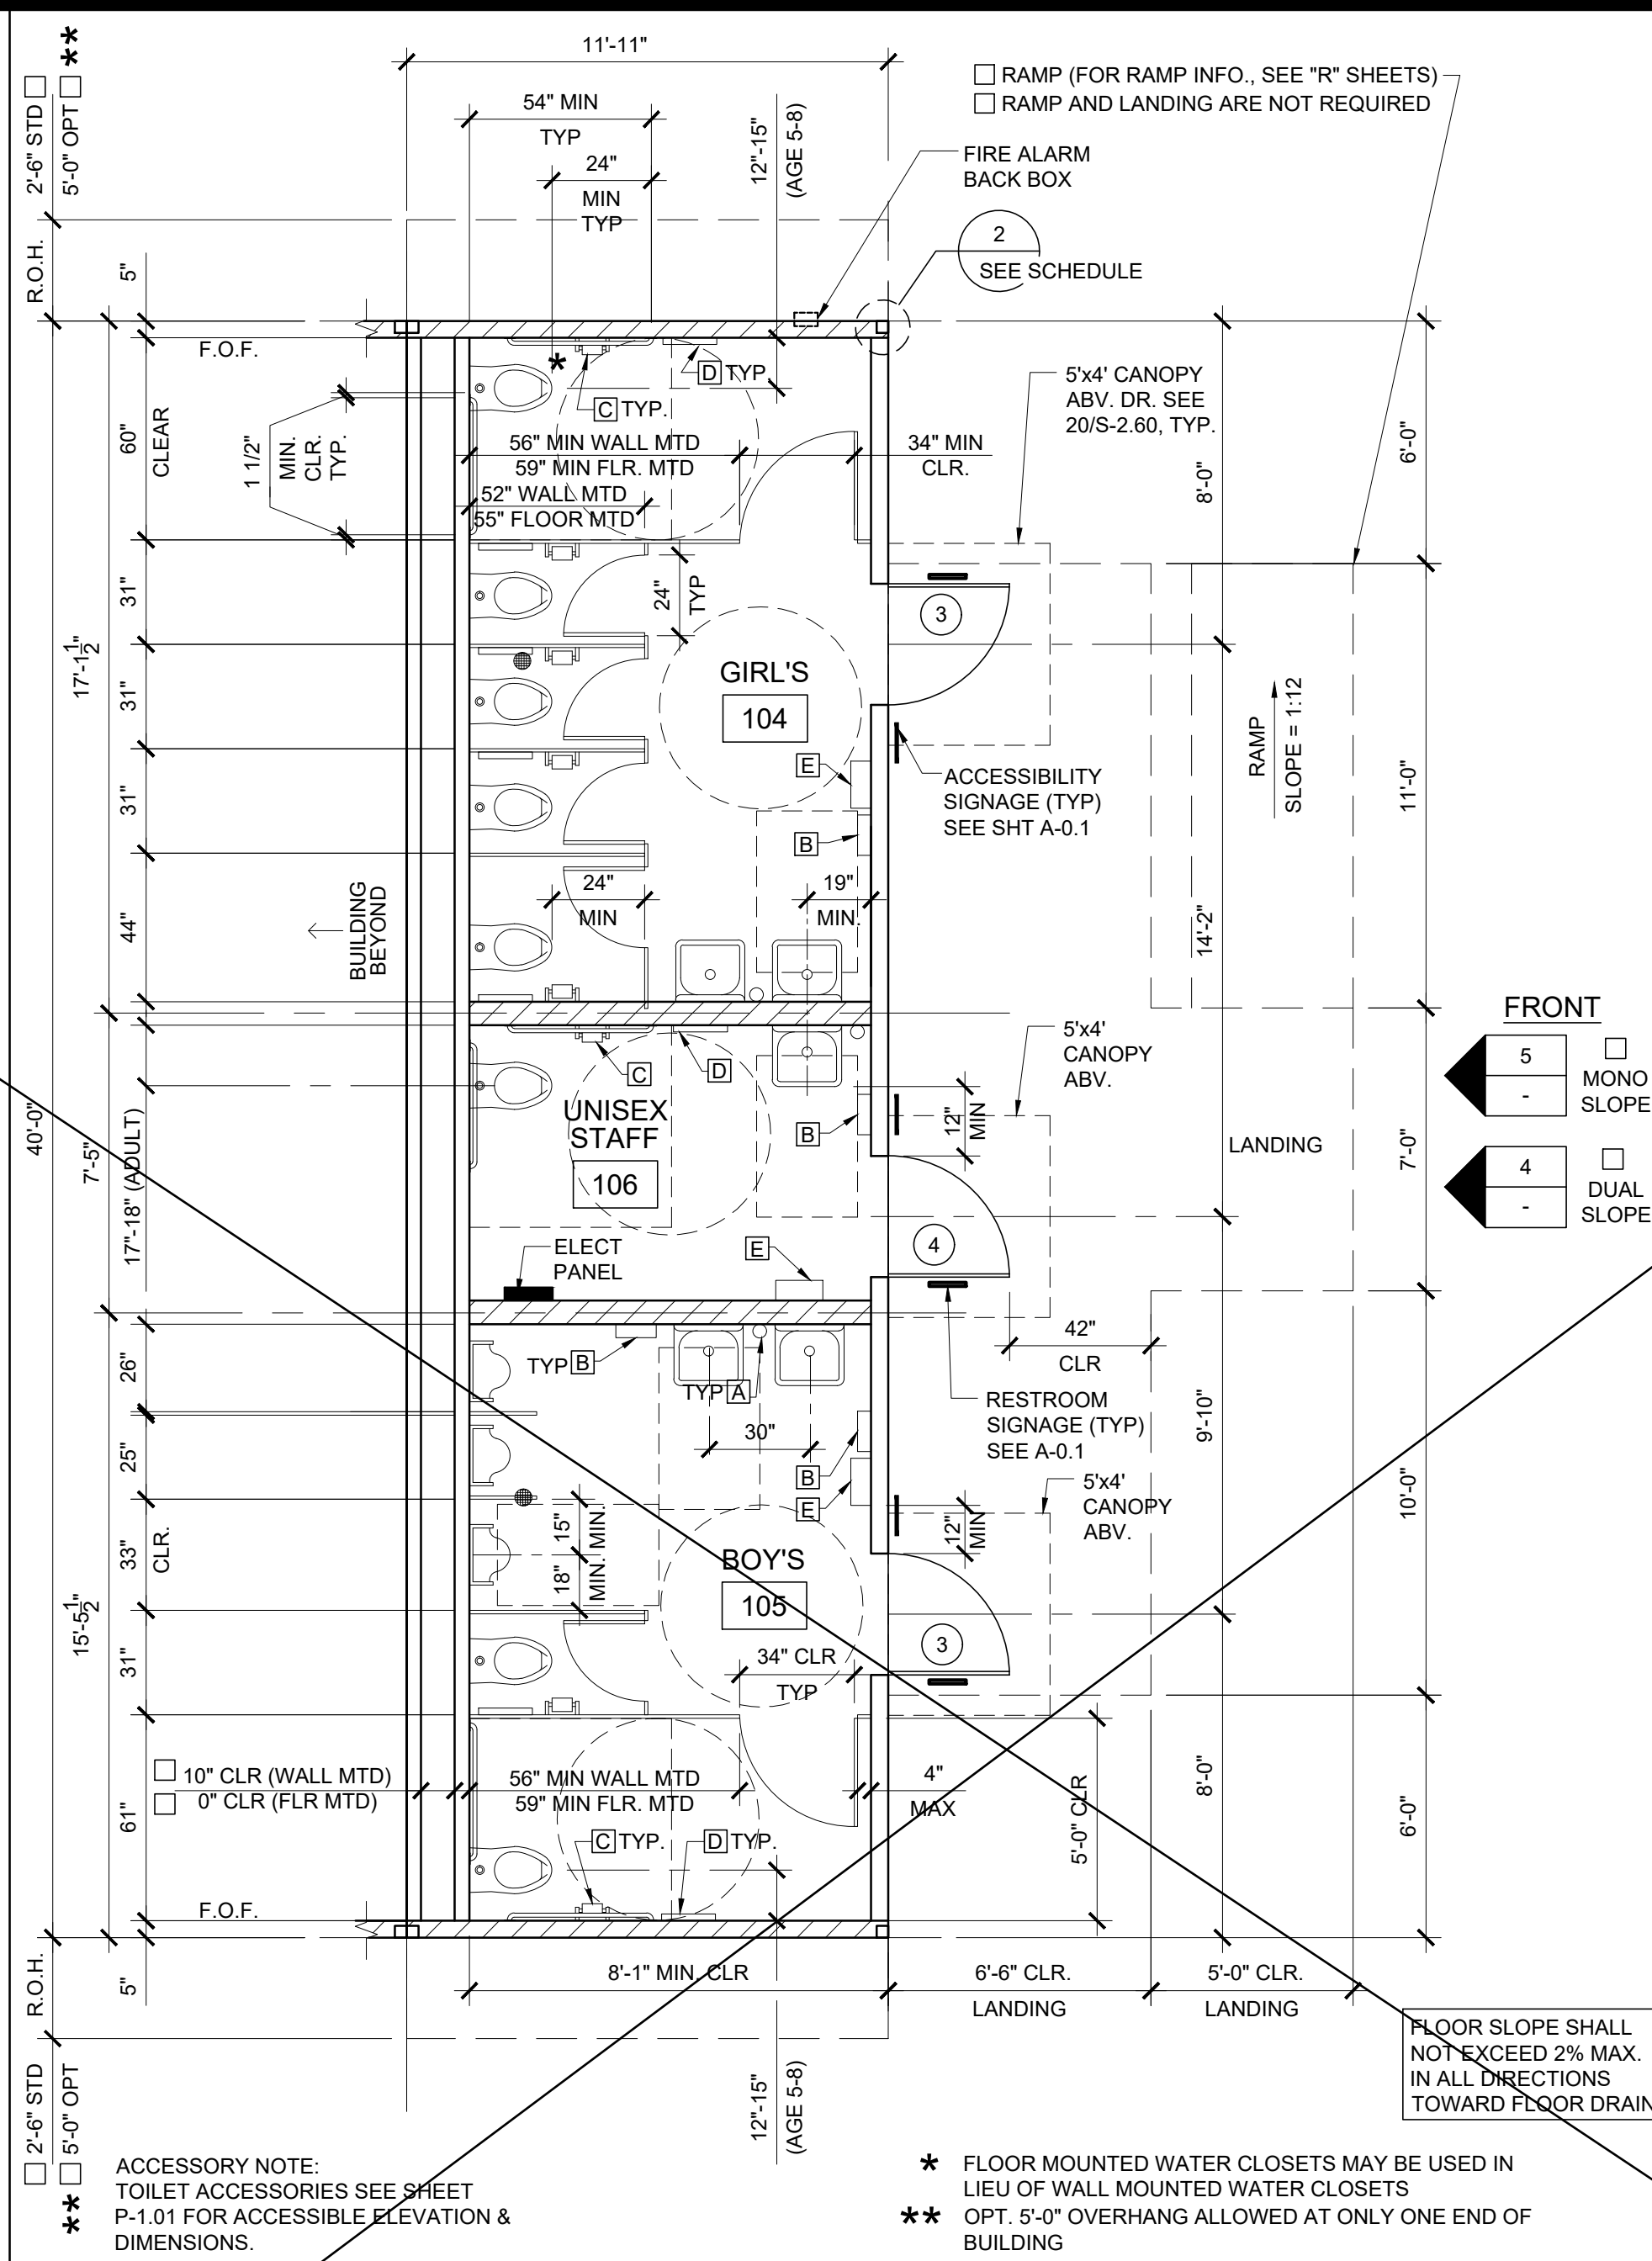 11'-11"
54" MIN
TYP
24"
MIN
TYP
12"-15"
(AGE 5-8)
RAMP (FOR RAMP INFO., SEE "R" SHEETS)
RAMP AND LANDING ARE NOT REQUIRED
FIRE ALARM
BACK BOX
2
SEE SCHEDULE
2'-6" STD
5'-0" OPT **
R.O.H.
5"
F.O.F.
60"
CLEAR
1 1/2"
MIN.
CLR.
TYP.
*
D TYP.
C TYP.
56" MIN WALL MTD
59" MIN FLR. MTD
52" WALL MTD
55" FLOOR MTD
34" MIN
CLR.
5'x4' CANOPY
ABV. DR. SEE
20/S-2.60, TYP.
8'-0"
6'-0"
31"
17'-1 1/2"
31"
31"
44"
24"
TYP
3
GIRL'S
104
E
B
ACCESSIBILITY
SIGNAGE (TYP)
SEE SHT A-0.1
RAMP
SLOPE = 1:12
11'-0"
24"
MIN
19"
MIN.
BUILDING
BEYOND
14'-2"
FRONT
5
-
MONO
SLOPE
4
-
DUAL
SLOPE
40'-0"
7'-5"
17"-18" (ADULT)
C
D
UNISEX
STAFF
106
B
12"
MIN
5'x4'
CANOPY
ABV.
LANDING
7'-0"
ELECT
PANEL
E
4
42"
CLR
26"
TYP B
TYP A
30"
RESTROOM
SIGNAGE (TYP)
SEE A-0.1
9'-10"
25"
B
E
5'x4'
CANOPY
ABV.
10'-0"
33"
CLR.
15"
MIN.
18"
MIN.
12"
MIN
BOY'S
105
15'-5 1/2"
31"
34" CLR
TYP
3
10" CLR (WALL MTD)
0" CLR (FLR MTD)
56" MIN WALL MTD
59" MIN FLR. MTD
4"
MAX
5'-0" CLR
8'-0"
6'-0"
61"
C TYP.
D TYP.
F.O.F.
5"
R.O.H.
8'-1" MIN. CLR
6'-6" CLR.
LANDING
5'-0" CLR.
LANDING
FLOOR SLOPE SHALL
NOT EXCEED 2% MAX.
IN ALL DIRECTIONS
TOWARD FLOOR DRAIN
2'-6" STD
** 5'-0" OPT
12"-15"
(AGE 5-8)
ACCESSORY NOTE:
TOILET ACCESSORIES SEE SHEET
P-1.01 FOR ACCESSIBLE ELEVATION &
DIMENSIONS.
* FLOOR MOUNTED WATER CLOSETS MAY BE USED IN
LIEU OF WALL MOUNTED WATER CLOSETS
** OPT. 5'-0" OVERHANG ALLOWED AT ONLY ONE END OF
BUILDING